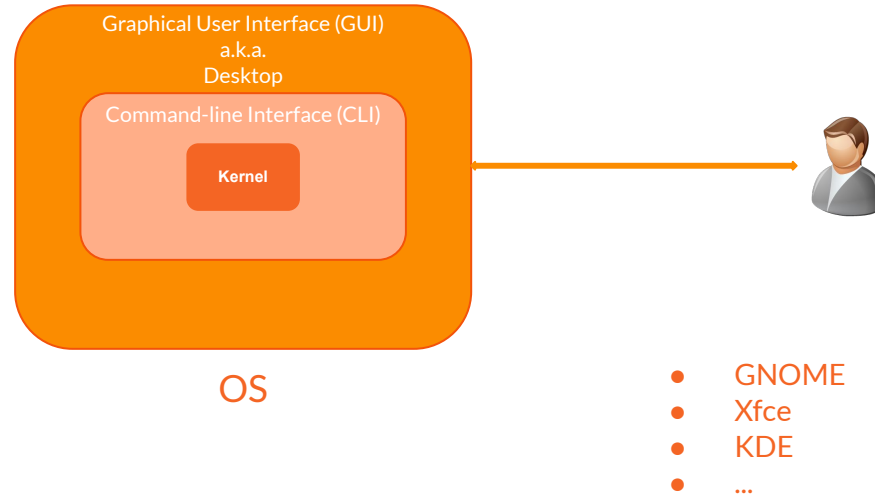 Graphical User Interface (GUI)
a.k.a.
Desktop
Command-line Interface (CLI)
Kernel
OS
● GNOME
● Xfce
● KDE
● ...